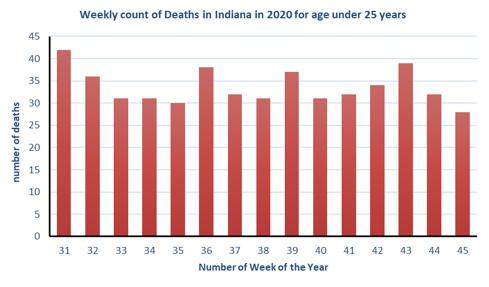 Weekly count of Deaths in Indiana in 2020 for age under 25 years
45
40
35
30
25
20
15
10
5
0
number of deaths
31 32 33 34 35 36 37 38 39 40 41 42 43 44 45
Number of Week of the Year